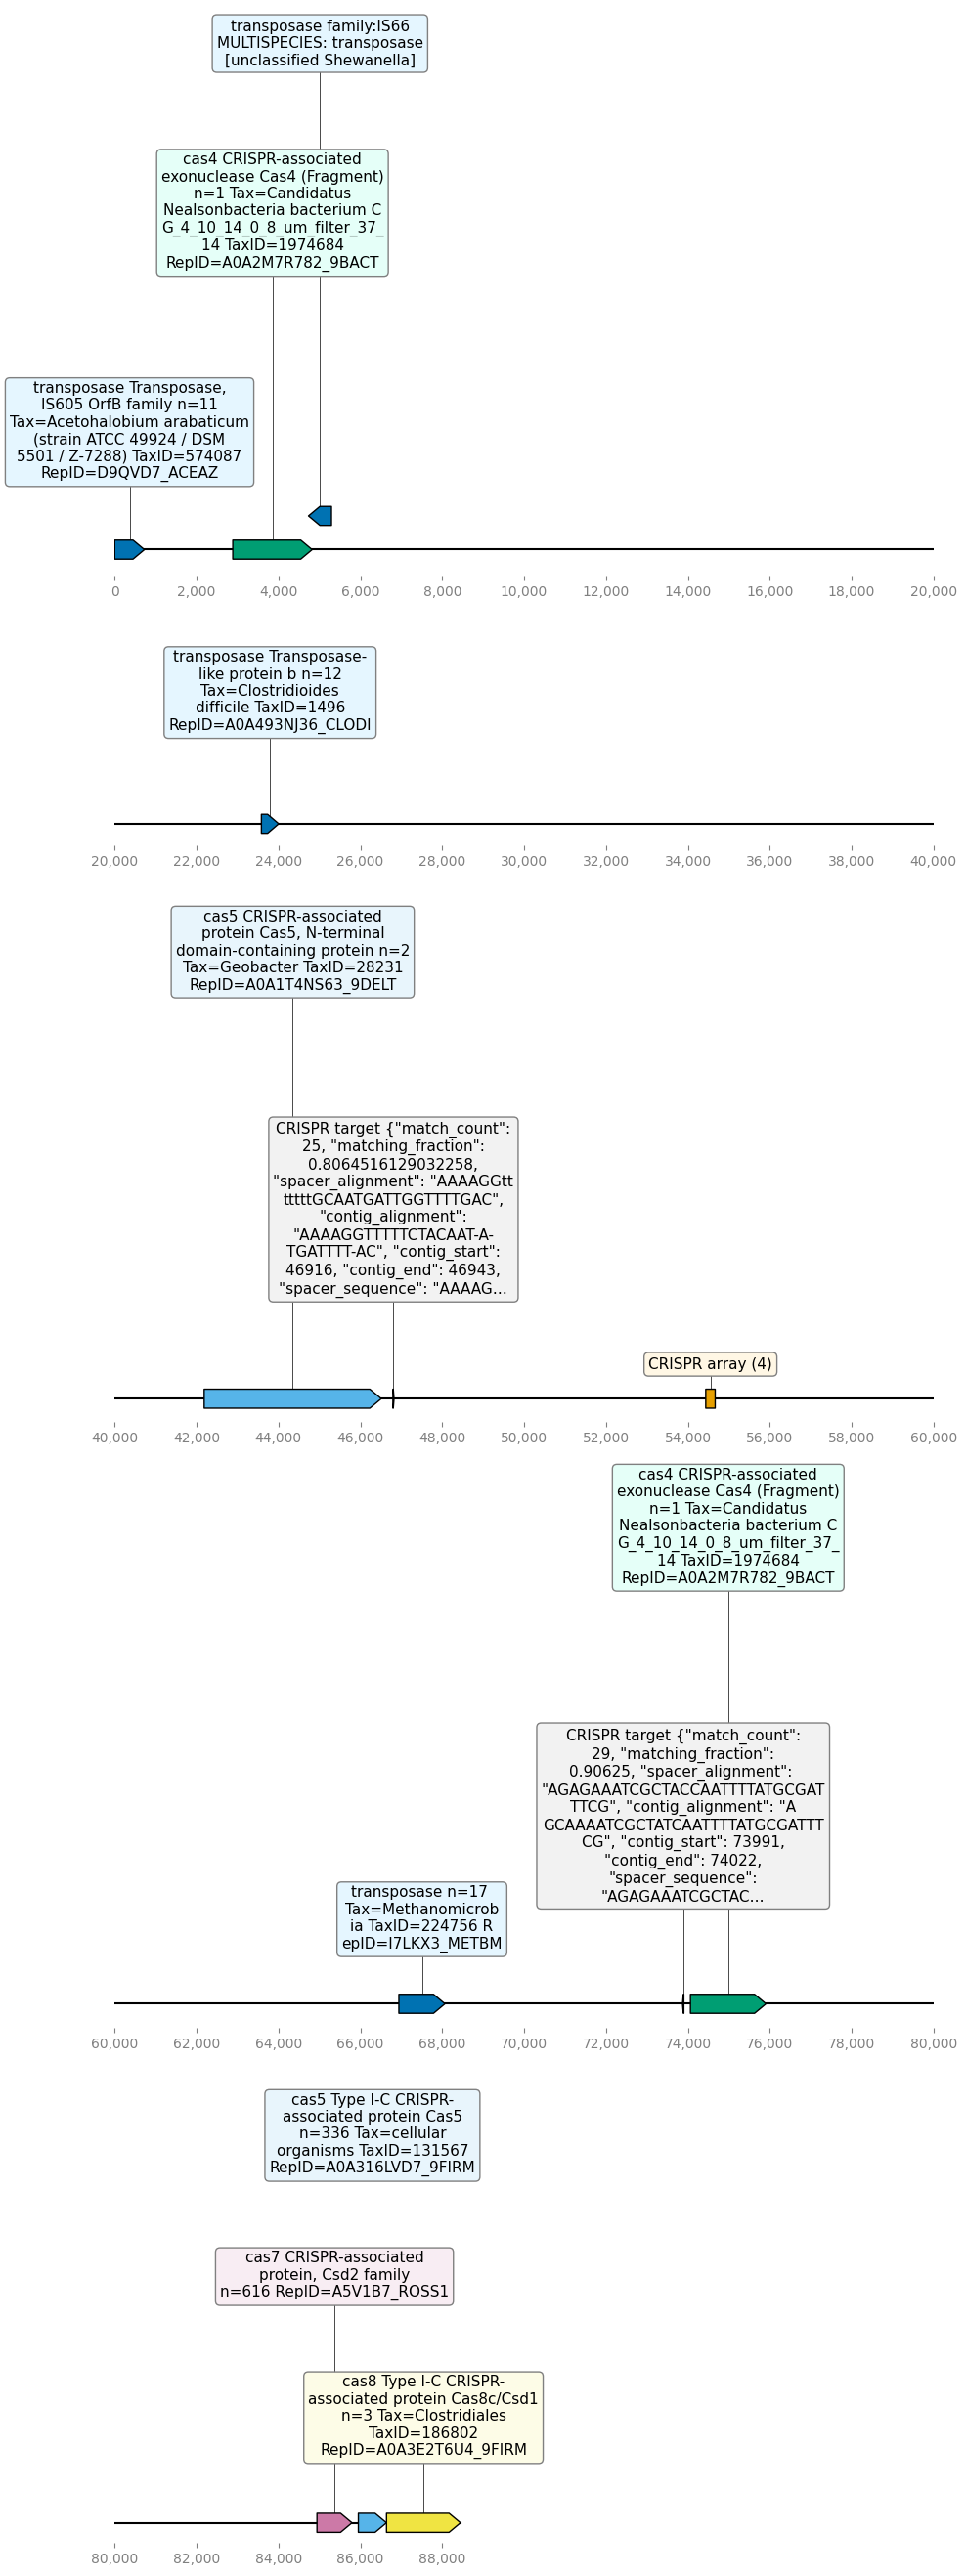 transposase family:IS66
MULTISPECIES: transposase
[unclassified Shewanella]
cas4 CRISPR-associated
exonuclease Cas4 (Fragment)
n=1 Tax=Candidatus
Nealsonbacteria bacterium C
G_4_10_14_0_8_um_filter_37_
14 TaxID=1974684
RepID=A0A2M7R782_9BACT
transposase Transposase,
IS605 OrfB family n=11
Tax=Acetohalobium arabaticum
(strain ATCC 49924 / DSM
5501 / Z-7288) TaxID=574087
RepID=D9QVD7_ACEAZ
0 2,000 4,000 6,000 8,000 10,000 12,000 14,000 16,000 18,000 20,000
transposase Transposase-
like protein b n=12
Tax=Clostridioides
difficile TaxID=1496
RepID=A0A493NJ36_CLODI
20,000 22,000 24,000 26,000 28,000 30,000 32,000 34,000 36,000 38,000 40,000
cas5 CRISPR-associated
protein Cas5, N-terminal
domain-containing protein n=2
Tax=Geobacter TaxID=28231
RepID=A0A1T4NS63_9DELT
CRISPR target {"match_count":
25, "matching_fraction":
0.8064516129032258,
"spacer_alignment": "AAAAGGtt
tttttGCAATGATTGGTTTTGAC",
"contig_alignment":
"AAAAGGTTTTTCTACAAT-A-
TGATTTT-AC", "contig_start":
46916, "contig_end": 46943,
"spacer_sequence": "AAAAG...
CRISPR array (4)
40,000 42,000 44,000 46,000 48,000 50,000 52,000 54,000 56,000 58,000 60,000
cas4 CRISPR-associated
exonuclease Cas4 (Fragment)
n=1 Tax=Candidatus
Nealsonbacteria bacterium C
G_4_10_14_0_8_um_filter_37_
14 TaxID=1974684
RepID=A0A2M7R782_9BACT
CRISPR target {"match_count":
29, "matching_fraction":
0.90625, "spacer_alignment":
"AGAGAAATCGCTACCAATTTTATGCGAT
TTCG", "contig_alignment": "A
GCAAAATCGCTATCAATTTTATGCGATTT
CG", "contig_start": 73991,
"contig_end": 74022,
"spacer_sequence":
"AGAGAAATCGCTAC...
transposase n=17
Tax=Methanomicrob
ia TaxID=224756 R
epID=I7LKX3_METBM
60,000 62,000 64,000 66,000 68,000 70,000 72,000 74,000 76,000 78,000 80,000
cas5 Type I-C CRISPR-
associated protein Cas5
n=336 Tax=cellular
organisms TaxID=131567
RepID=A0A316LVD7_9FIRM
cas7 CRISPR-associated
protein, Csd2 family
n=616 RepID=A5V1B7_ROSS1
cas8 Type I-C CRISPR-
associated protein Cas8c/Csd1
n=3 Tax=Clostridiales
TaxID=186802
RepID=A0A3E2T6U4_9FIRM
80,000 82,000 84,000 86,000 88,000